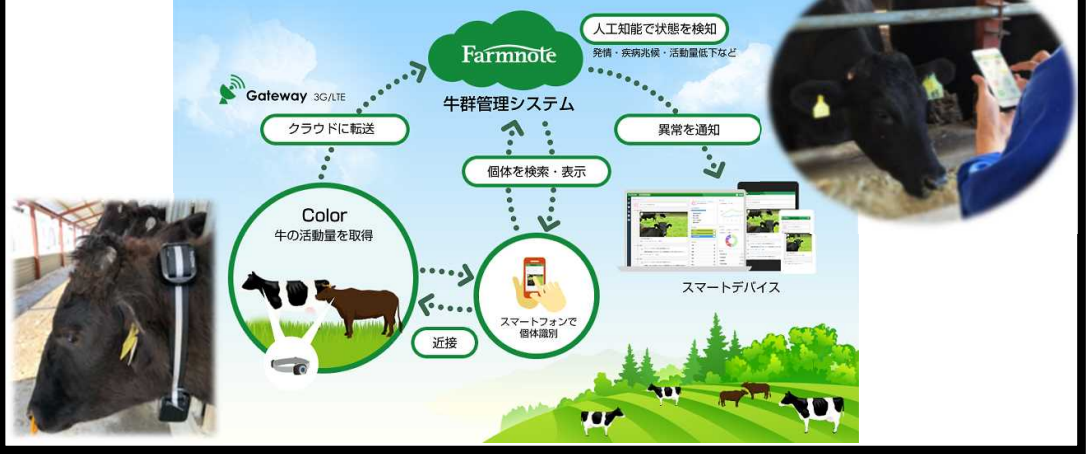 人工知能で状態を検知
発情・疾病兆候・活動量低下など
Farmnote
牛群管理システム
Gateway 3G/LTE
クラウドに転送
異常を通知
個体を検索・表示
Color
牛の活動量を取得
スマートフォンで
個体識別
近接
スマートデバイス